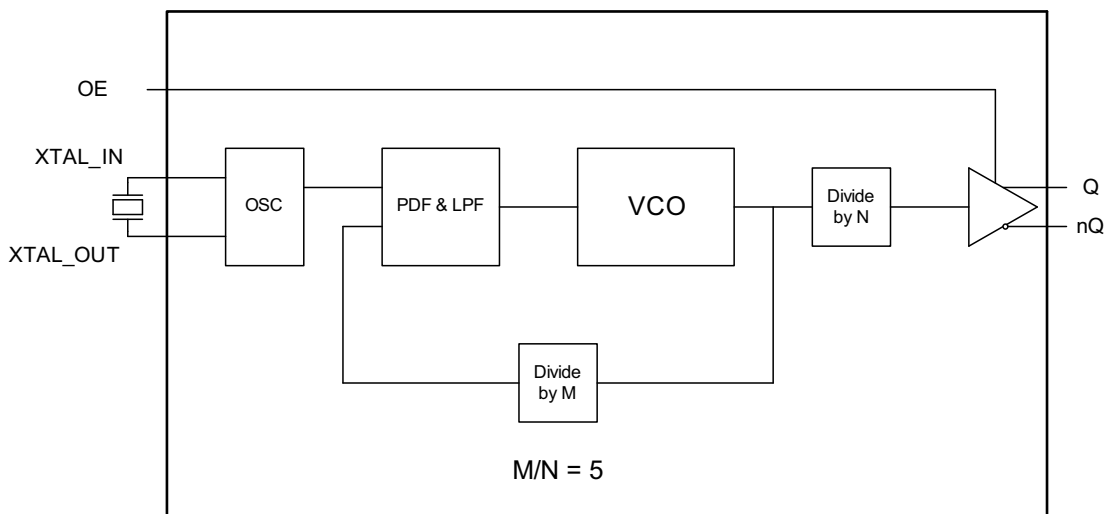 OE
XTAL_IN
OSC
PDF & LPF
VCO
Divide
by N
Q
nQ
XTAL_OUT
Divide
by M
M/N = 5